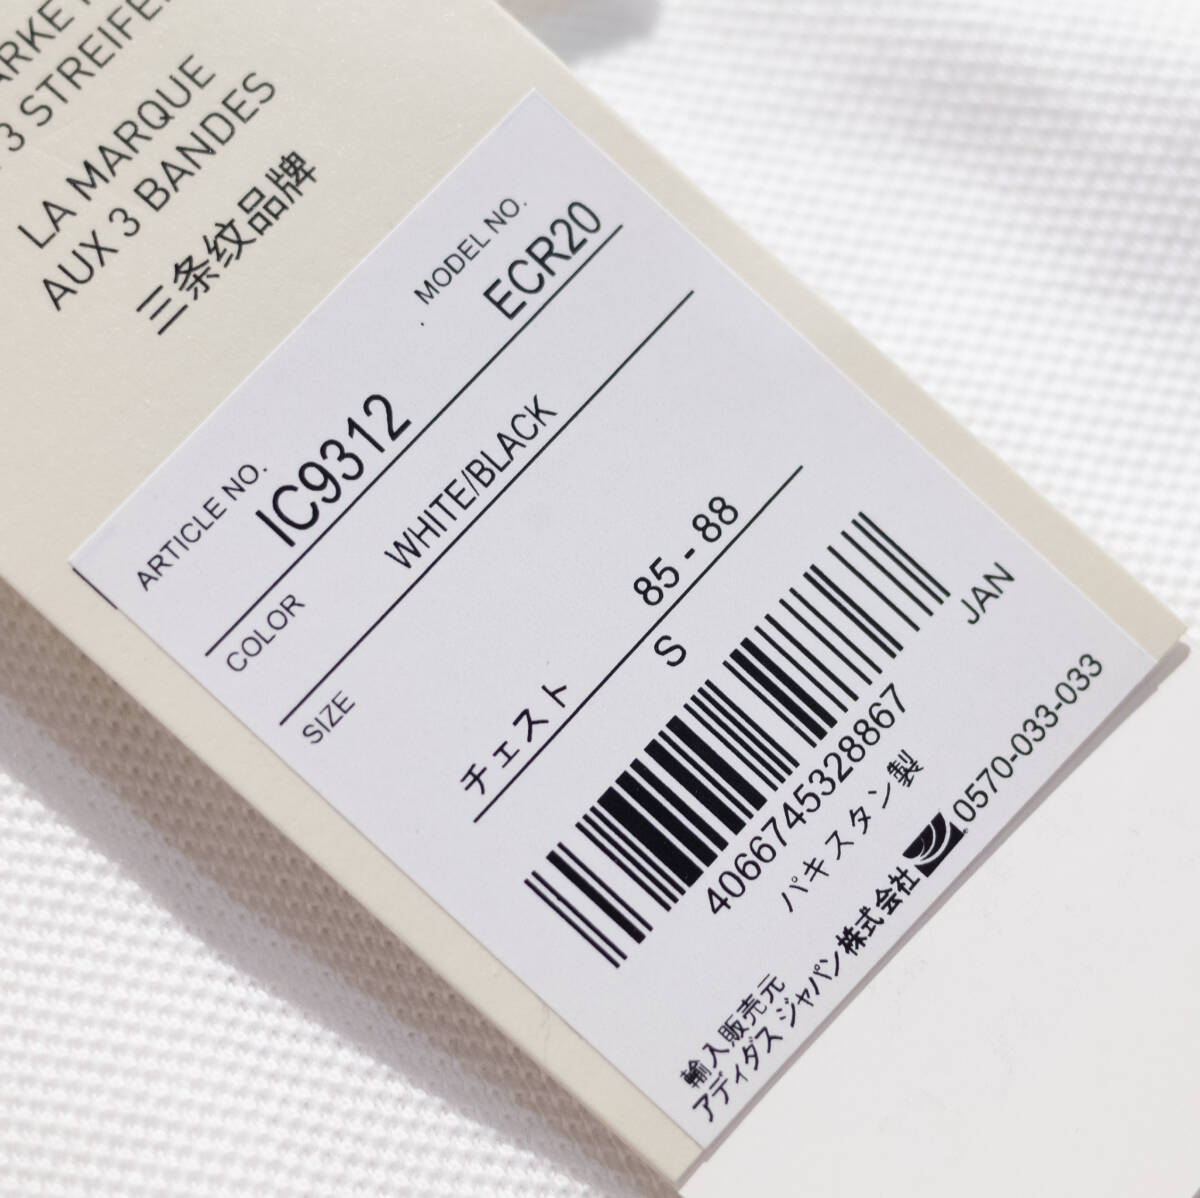 3 STREIFEN
LA MARQUE
AUX 3 BANDES
三条纹品牌
ARTICLE NO. MODEL NO.
IC9312 ECR20
COLOR WHITE/BLACK
SIZE
チェスト 85 - 88
S
JAN
4066745328867
パキスタン製
輸入販売元
アディダス ジャパン株式会社 0570-033-033